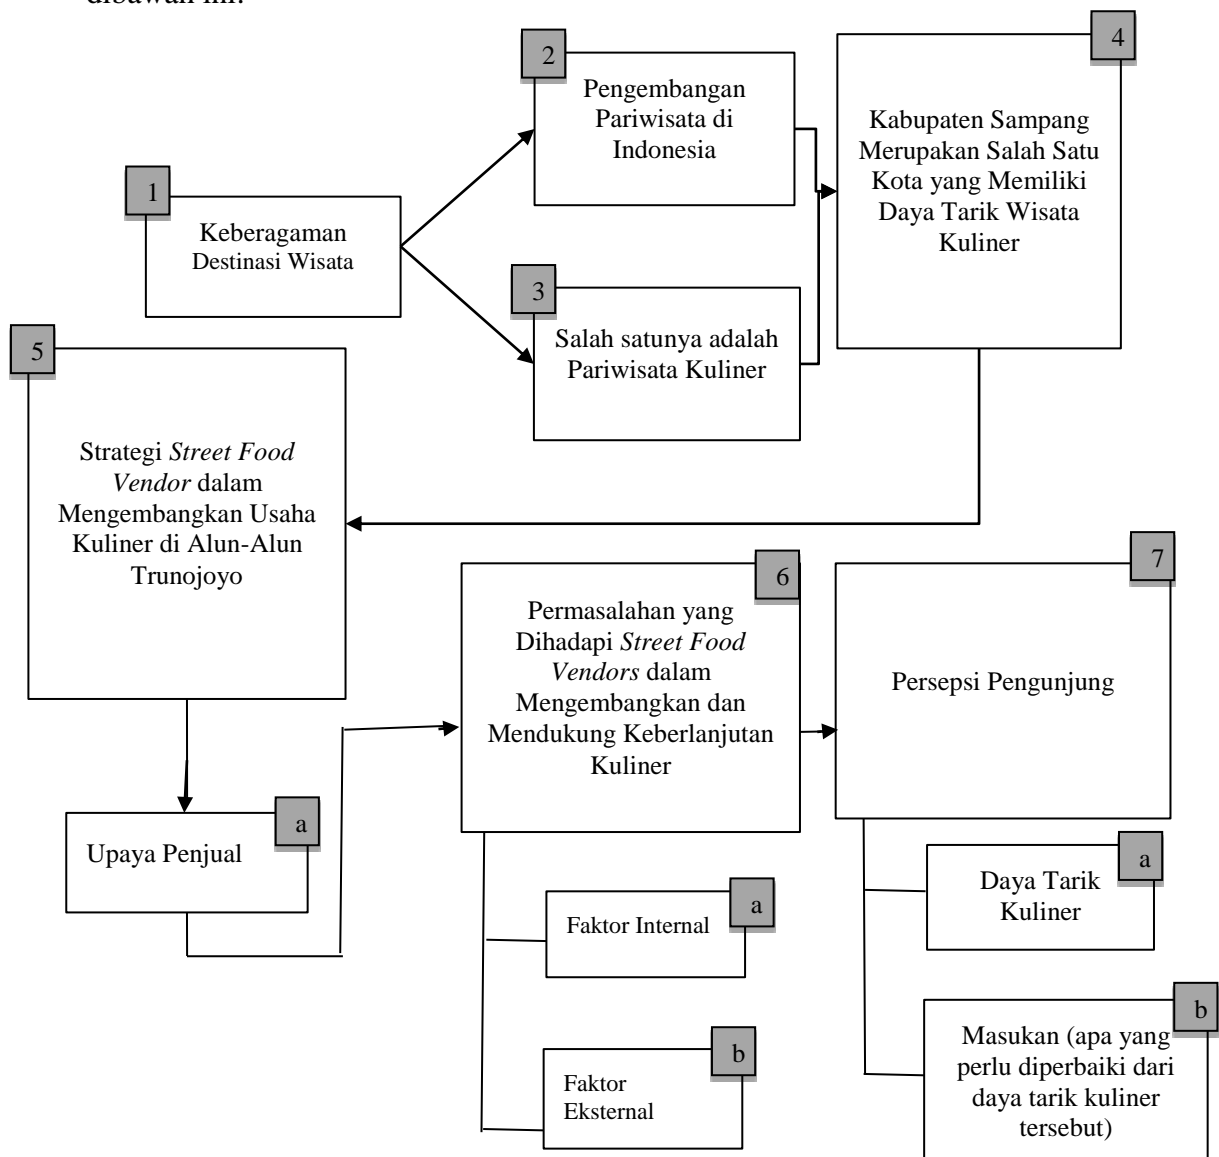 dibawah ini:
1
Keberagaman
Destinasi Wisata
2
Pengembangan
Pariwisata di
Indonesia
3
Salah satunya adalah
Pariwisata Kuliner
4
Kabupaten Sampang
Merupakan Salah Satu
Kota yang Memiliki
Daya Tarik Wisata
Kuliner
5
Strategi Street Food
Vendor dalam
Mengembangkan Usaha
Kuliner di Alun-Alun
Trunojoyo
a
Upaya Penjual
6
Permasalahan yang
Dihadapi Street Food
Vendors dalam
Mengembangkan dan
Mendukung Keberlanjutan
Kuliner
a
Faktor Internal
b
Faktor
Eksternal
7
Persepsi Pengunjung
a
Daya Tarik
Kuliner
b
Masukan (apa yang
perlu diperbaiki dari
daya tarik kuliner
tersebut)